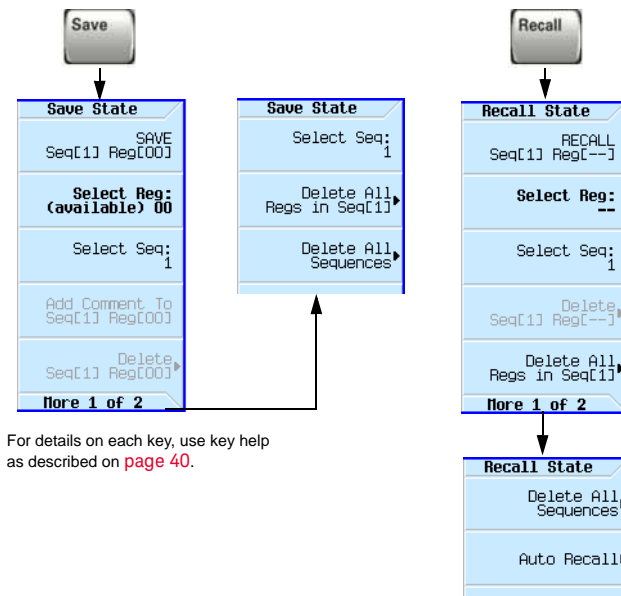 Save
Save State
SAVE
Seq[1] Reg[00]
Select Reg:
(available) 00
Select Seq:
1
Add Comment To
Seq[1] Reg[00]
Delete
Seq[1] Reg[00]
More 1 of 2
Save State
Select Seq:
1
Delete All
Regs in Seq[1]
Delete All
Sequences
For details on each key, use key help
as described on page 40.
Recall
Recall State
RECALL
Seq[1] Reg[--]
Select Reg:
--
Select Seq:
1
Delete
Seq[1] Reg[--]
Delete All
Regs in Seq[1]
More 1 of 2
Recall State
Delete All
Sequences
Auto Recall